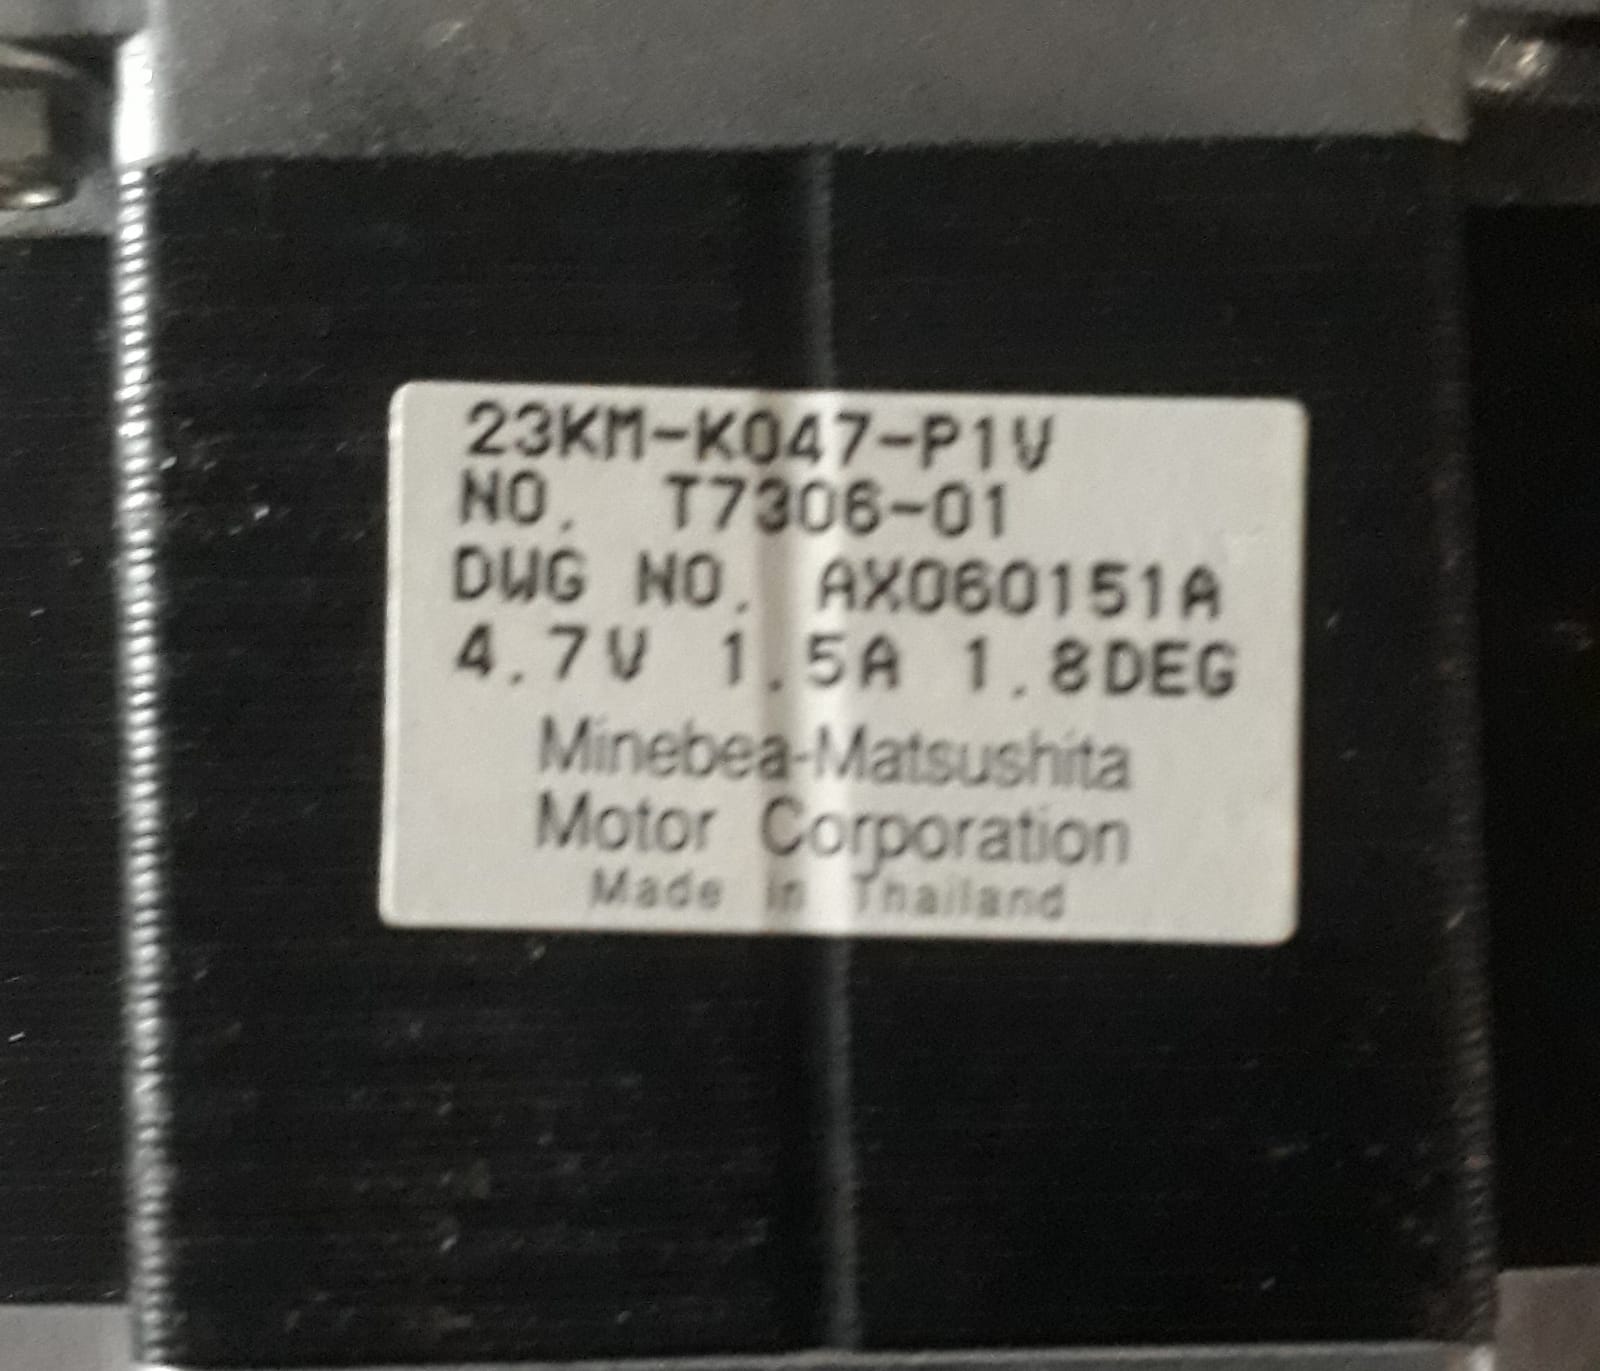 23KM-K047-P1V
NO. T7306-01
DWG NO. AX060151A
4.7V 1.5A 1.8DEG
Minebea-Matsushita
Motor Corporation
Made in Thailand